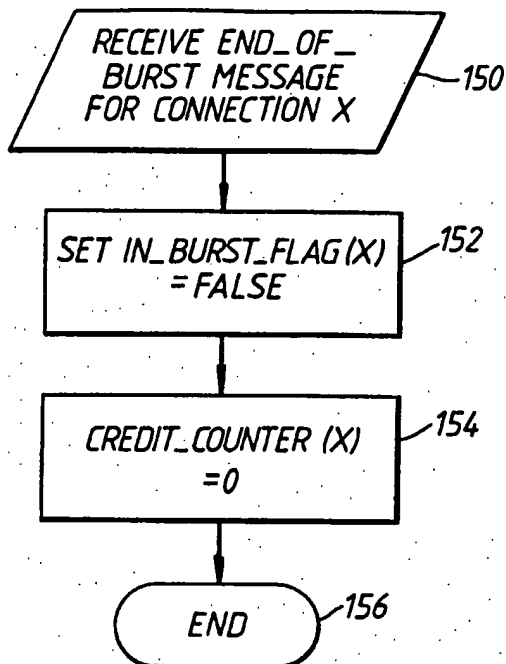 RECEIVE END_OF_
BURST MESSAGE
FOR CONNECTION X
150
SET IN_BURST_FLAG (X)
= FALSE
152
CREDIT_COUNTER (X)
=0
154
END
156